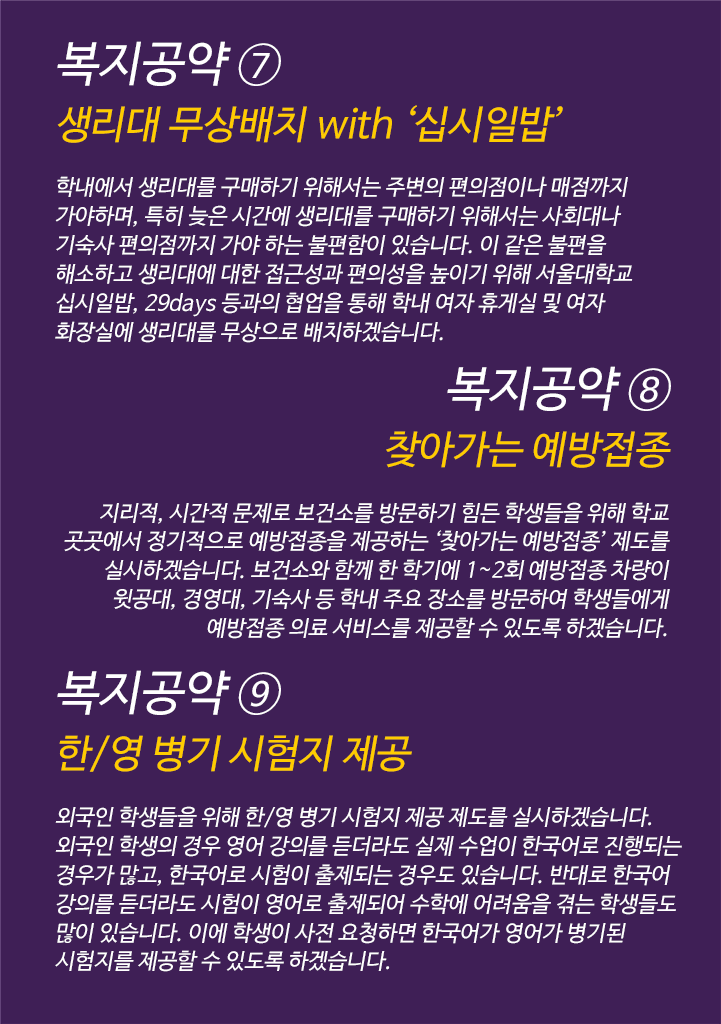 복지공약 ⑦
생리대 무상배치 with ‘십시일밥’
학내에서 생리대를 구매하기 위해서는 주변의 편의점이나 매점까지
가야하며, 특히 늦은 시간에 생리대를 구매하기 위해서는 사회대나
기숙사 편의점까지 가야 하는 불편함이 있습니다. 이 같은 불편을
해소하고 생리대에 대한 접근성과 편의성을 높이기 위해 서울대학교
십시일밥, 29days 등과의 협업을 통해 학내 여자 휴게실 및 여자
화장실에 생리대를 무상으로 배치하겠습니다.
복지공약 ⑧
찾아가는 예방접종
지리적, 시간적 문제로 보건소를 방문하기 힘든 학생들을 위해 학교
곳곳에서 정기적으로 예방접종을 제공하는 ‘찾아가는 예방접종’ 제도를
실시하겠습니다. 보건소와 함께 한 학기에 1~2회 예방접종 차량이
윗공대, 경영대, 기숙사 등 학내 주요 장소를 방문하여 학생들에게
예방접종 의료 서비스를 제공할 수 있도록 하겠습니다.
복지공약 ⑨
한/영 병기 시험지 제공
외국인 학생들을 위해 한/영 병기 시험지 제공 제도를 실시하겠습니다.
외국인 학생의 경우 영어 강의를 듣더라도 실제 수업이 한국어로 진행되는
경우가 많고, 한국어로 시험이 출제되는 경우도 있습니다. 반대로 한국어
강의를 듣더라도 시험이 영어로 출제되어 수학에 어려움을 겪는 학생들도
많이 있습니다. 이에 학생이 사전 요청하면 한국어가 영어가 병기된
시험지를 제공할 수 있도록 하겠습니다.